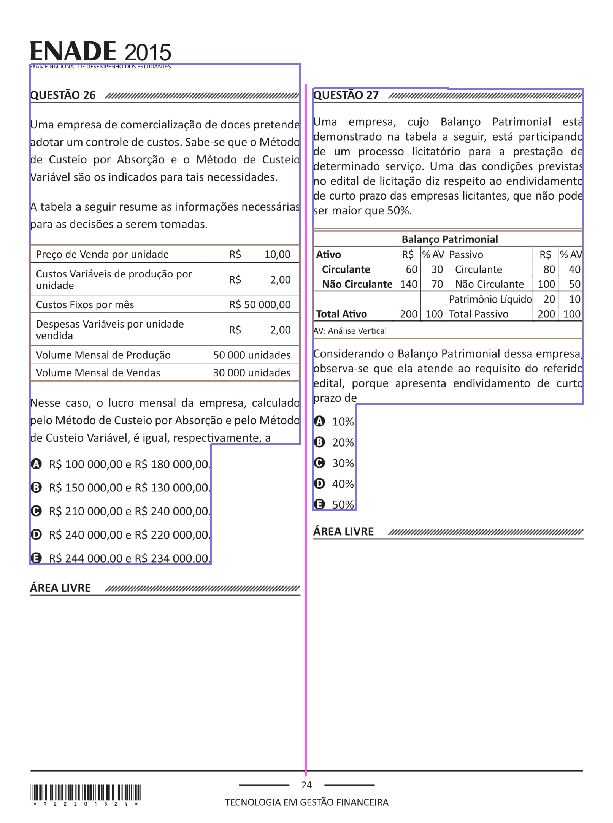 ENADE 2015
EXAME NACIONAL DE DESEMPENHO DOS ESTUDANTES
QUESTÃO 26
Uma empresa de comercialização de doces pretende
adotar um controle de custos. Sabe-se que o Método
de Custeio por Absorção e o Método de Custeio
Variável são os indicados para tais necessidades.
A tabela a seguir resume as informações necessárias
para as decisões a serem tomadas.
Preço de Venda por unidade R$ 10,00
Custos Variáveis de produção por
unidade R$ 2,00
Custos Fixos por mês R$ 50 000,00
Despesas Variáveis por unidade
vendida R$ 2,00
Volume Mensal de Produção 50 000 unidades
Volume Mensal de Vendas 30 000 unidades
Nesse caso, o lucro mensal da empresa, calculado
pelo Método de Custeio por Absorção e pelo Método
de Custeio Variável, é igual, respectivamente, a
A R$ 100 000,00 e R$ 180 000,00.
B R$ 150 000,00 e R$ 130 000,00.
C R$ 210 000,00 e R$ 240 000,00.
D R$ 240 000,00 e R$ 220 000,00.
E R$ 244 000,00 e R$ 234 000,00.
ÁREA LIVRE
QUESTÃO 27
Uma empresa, cujo Balanço Patrimonial está
demonstrado na tabela a seguir, está participando
de um processo licitatório para a prestação de
determinado serviço. Uma das condições previstas
no edital de licitação diz respeito ao endividamento
de curto prazo das empresas licitantes, que não pode
ser maior que 50%.
Balanço Patrimonial
Ativo R$ % AV Passivo R$ % AV
Circulante 60 30 Circulante 80 40
Não Circulante 140 70 Não Circulante 100 50
Patrimônio Líquido 20 10
Total Ativo 200 100 Total Passivo 200 100
AV: Análise Vertical
Considerando o Balanço Patrimonial dessa empresa,
observa-se que ela atende ao requisito do referido
edital, porque apresenta endividamento de curto
prazo de
A 10%
B 20%
C 30%
D 40%
E 50%
ÁREA LIVRE
24
TECNOLOGIA EM GESTÃO FINANCEIRA